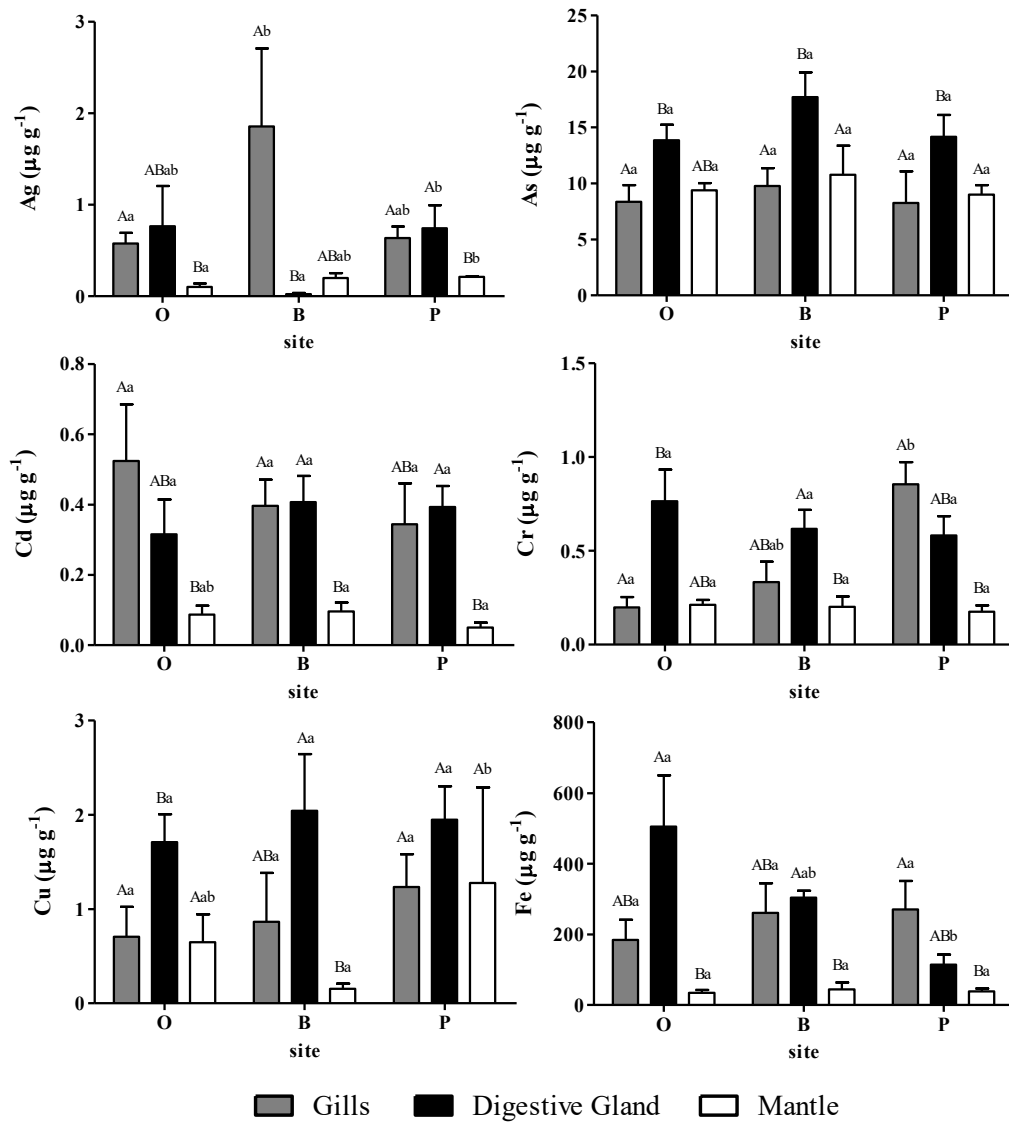 Ag (µg g-1)
3
2
1
0
Aa
ABab
Ba
Ab
Ba
ABab
Aab
Ab
Bb
O
B
P
site
As (µg g-1)
25
20
15
10
5
0
Aa
Ba
ABa
Aa
Ba
Aa
Aa
Ba
Aa
O
B
P
site
Cd (µg g-1)
0.8
0.6
0.4
0.2
0.0
Aa
ABa
Bab
Aa
Aa
Ba
ABa
Aa
Ba
O
B
P
site
Cr (µg g-1)
1.5
1.0
0.5
0.0
Aa
Ba
ABa
ABab
Aa
Ba
Ab
ABa
Ba
O
B
P
site
Cu (µg g-1)
3
2
1
0
Aa
Ba
Aab
ABa
Aa
Ba
Aa
Aa
Ab
O
B
P
site
Fe (µg g-1)
800
600
400
200
0
ABa
Aa
Ba
ABa
Aab
Ba
Aa
ABb
Ba
O
B
P
site
Gills
Digestive Gland
Mantle